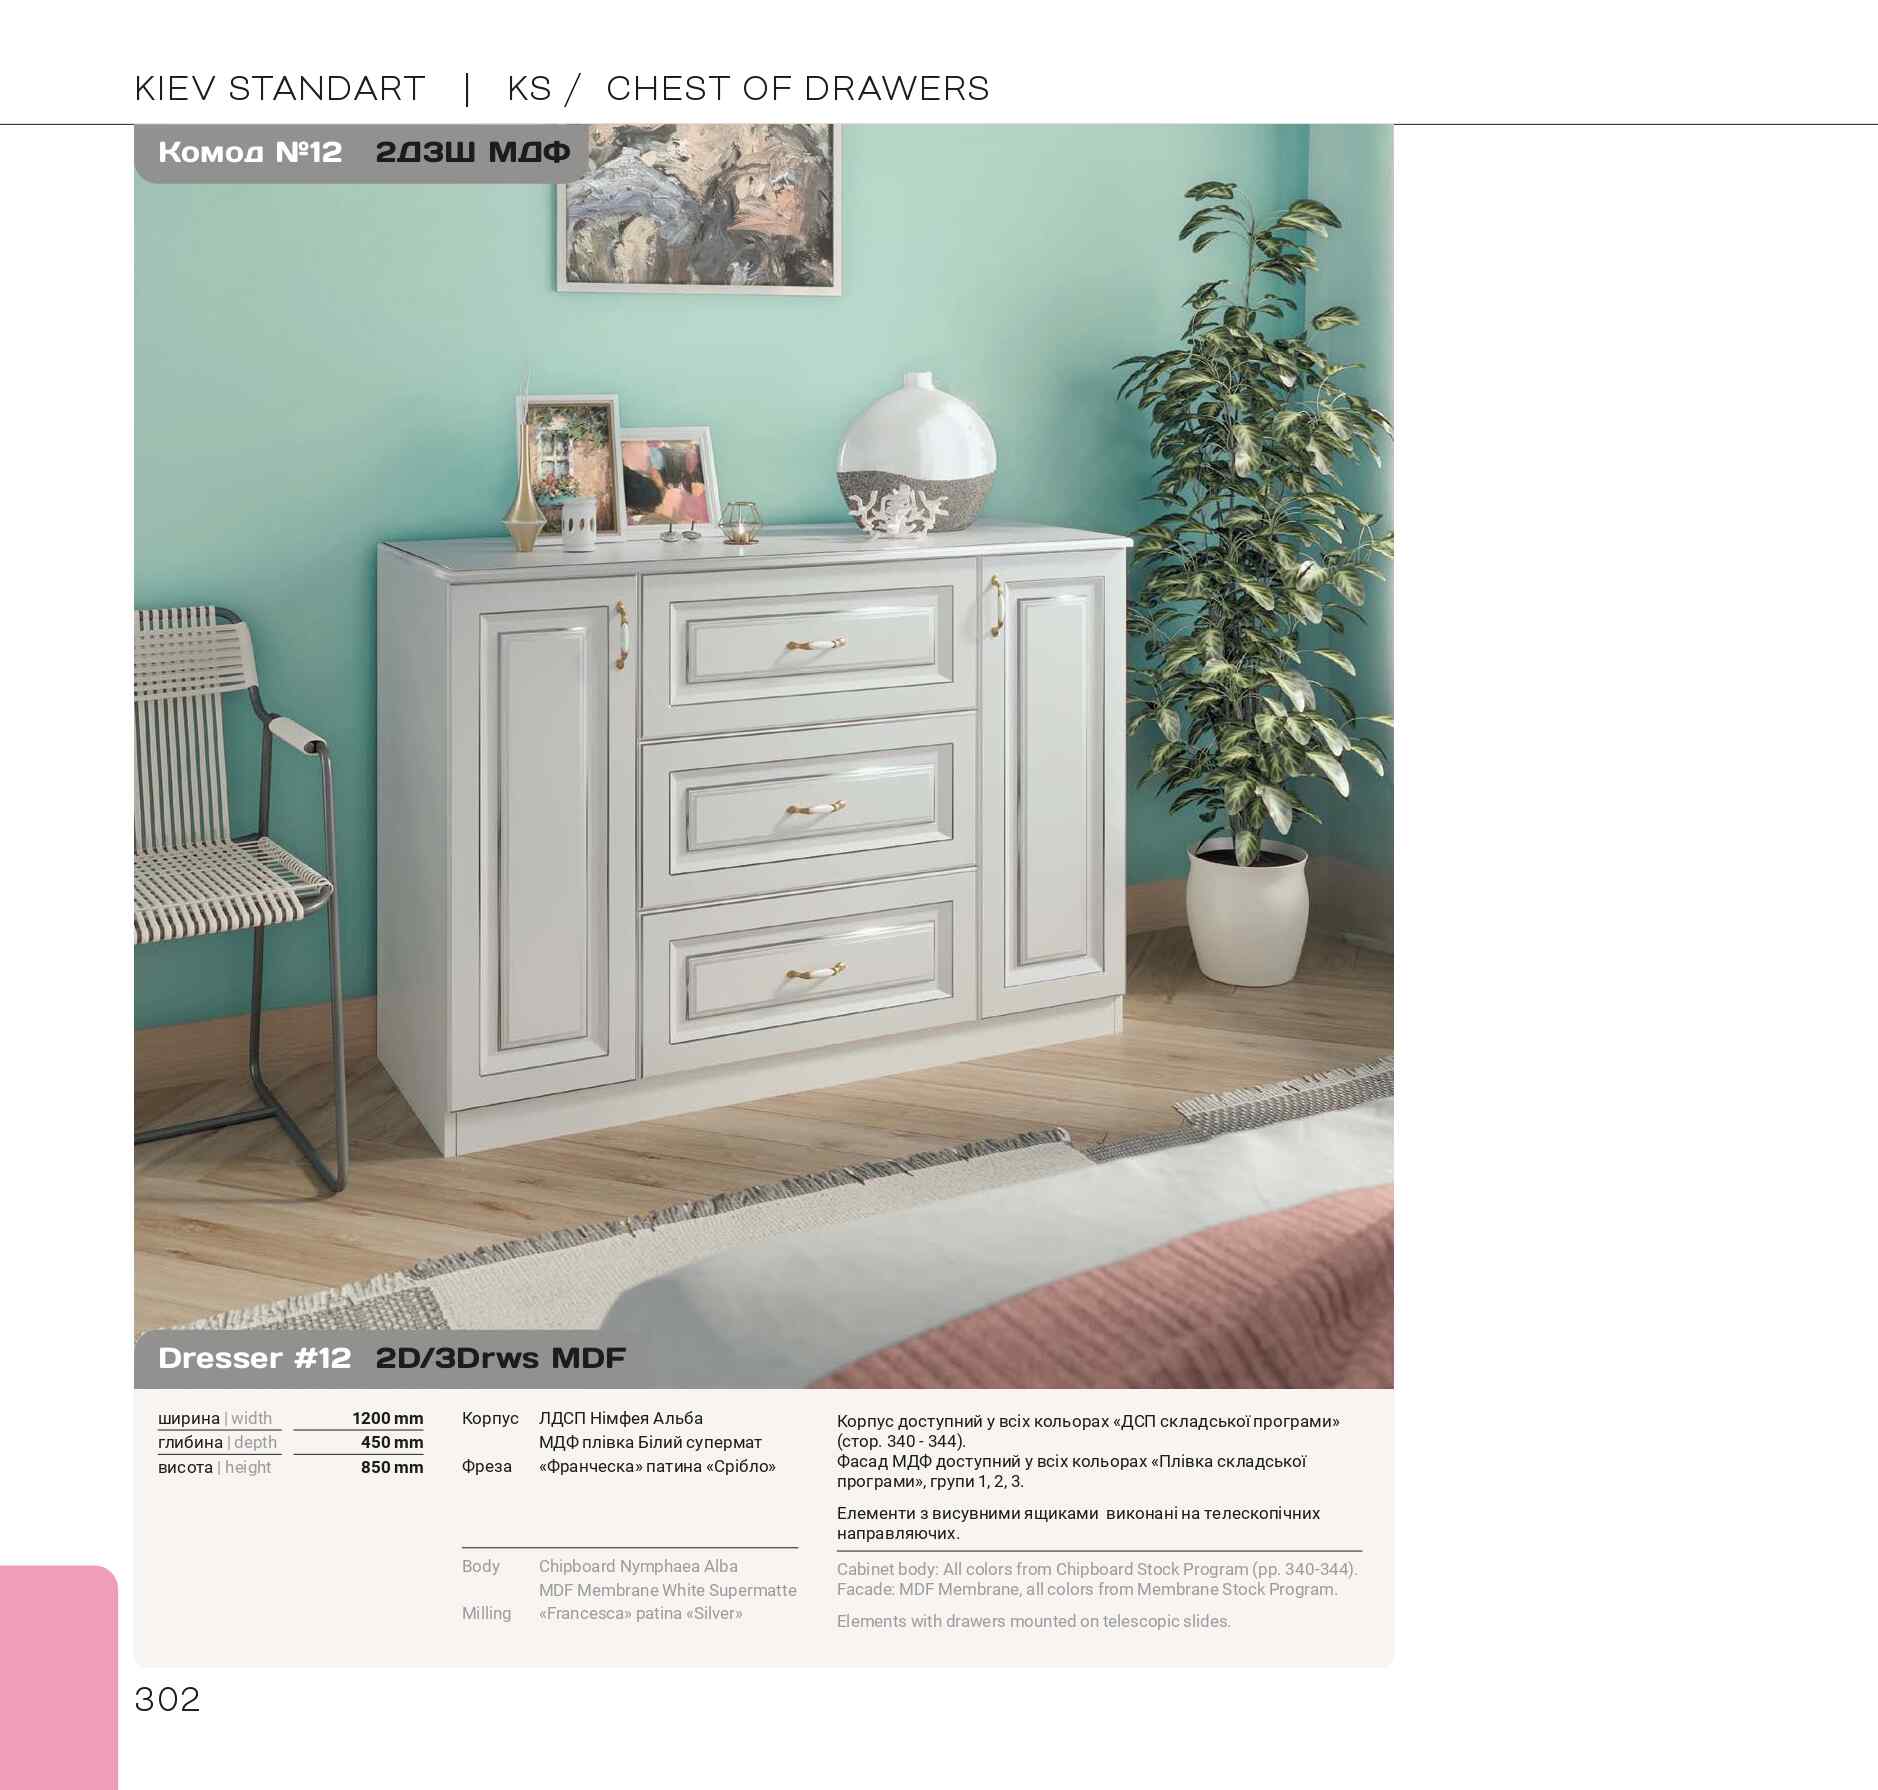 KIEV STANDART | KS / CHEST OF DRAWERS
Комод №12 2Д3Ш МДФ
Dresser #12 2D/3Drws MDF
ширина | width 1200 mm
глибина | depth 450 mm
висота | height 850 mm
Корпус ЛДСП Німфея Альба
МДФ плівка Білий супермат
Фреза «Франческа» патина «Срібло»
Body Chipboard Nymphaea Alba
MDF Membrane White Supermatte
Milling «Francesca» patina «Silver»
Корпус доступний у всіх кольорах «ДСП складської програми»
(стор. 340 - 344).
Фасад МДФ доступний у всіх кольорах «Плівка складської
програми», групи 1, 2, 3.
Елементи з висувними ящиками виконані на телескопічних
направляючих.
Cabinet body: All colors from Chipboard Stock Program (pp. 340-344).
Facade: MDF Membrane, all colors from Membrane Stock Program.
Elements with drawers mounted on telescopic slides.
302